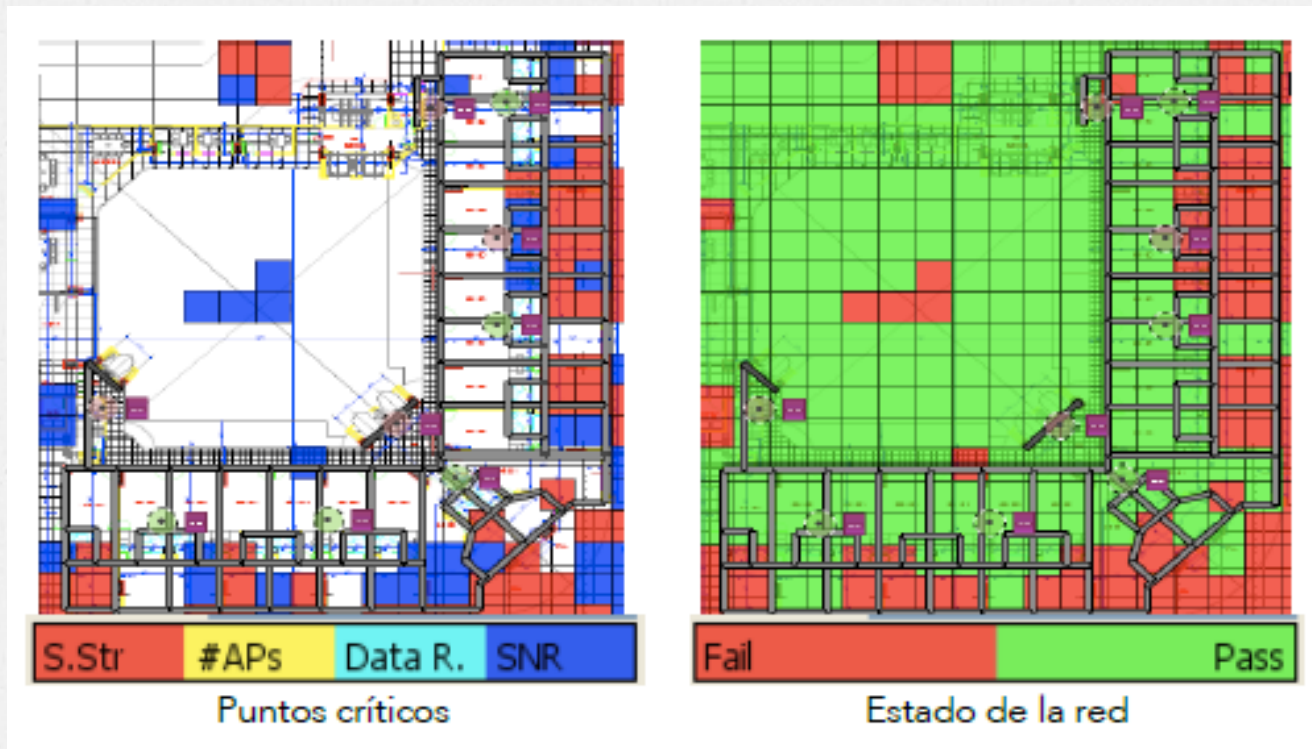 S.Str #APs Data R. SNR
Fail Pass
Puntos críticos
Estado de la red